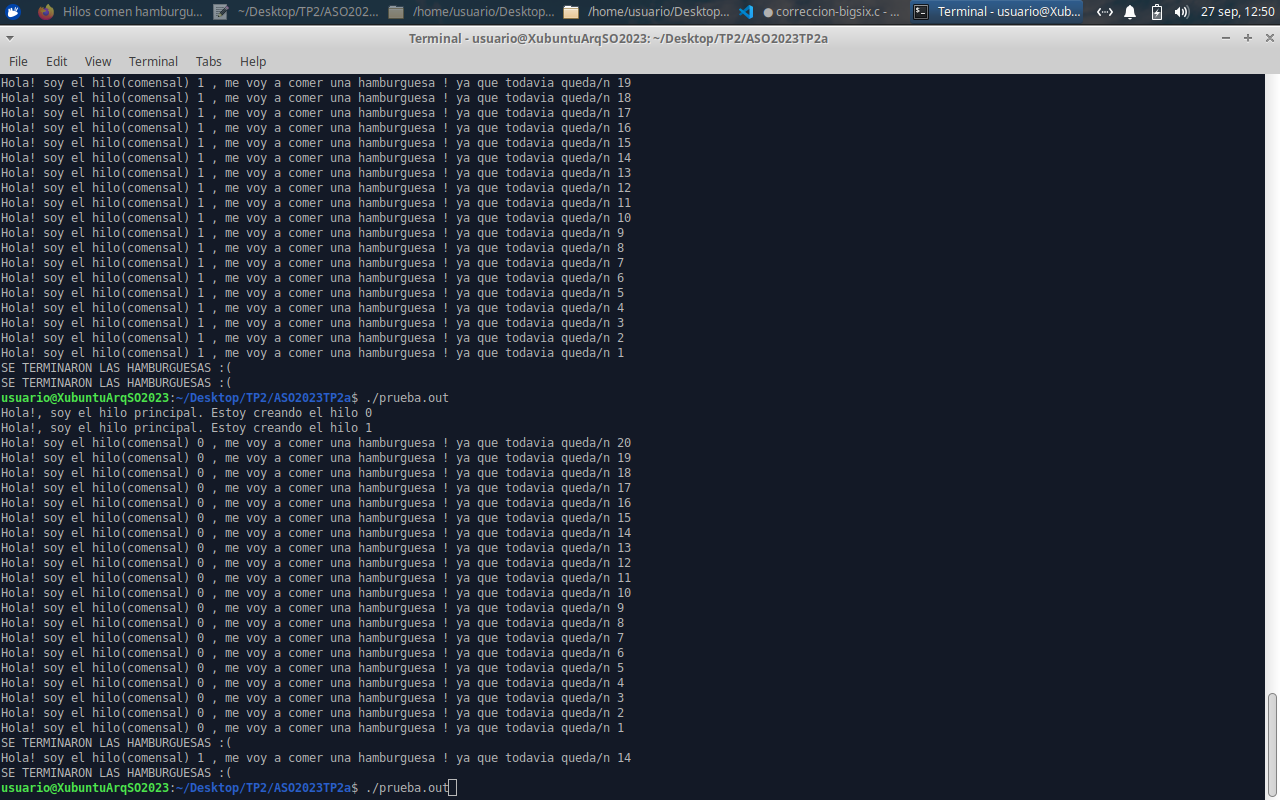 Hilos comen hamburgu...
~/Desktop/TP2/ASO202...
/home/usuario/Desktop...
/home/usuario/Desktop...
correccion-bigsix.c - ...
Terminal - usuario@Xub...
27 sep, 12:50
Terminal - usuario@XubuntuArqSO2023: ~/Desktop/TP2/ASO2023TP2a
File Edit View Terminal Tabs Help
Hola! soy el hilo(comensal) 1 , me voy a comer una hamburguesa ! ya que todavia queda/n 19
Hola! soy el hilo(comensal) 1 , me voy a comer una hamburguesa ! ya que todavia queda/n 18
Hola! soy el hilo(comensal) 1 , me voy a comer una hamburguesa ! ya que todavia queda/n 17
Hola! soy el hilo(comensal) 1 , me voy a comer una hamburguesa ! ya que todavia queda/n 16
Hola! soy el hilo(comensal) 1 , me voy a comer una hamburguesa ! ya que todavia queda/n 15
Hola! soy el hilo(comensal) 1 , me voy a comer una hamburguesa ! ya que todavia queda/n 14
Hola! soy el hilo(comensal) 1 , me voy a comer una hamburguesa ! ya que todavia queda/n 13
Hola! soy el hilo(comensal) 1 , me voy a comer una hamburguesa ! ya que todavia queda/n 12
Hola! soy el hilo(comensal) 1 , me voy a comer una hamburguesa ! ya que todavia queda/n 11
Hola! soy el hilo(comensal) 1 , me voy a comer una hamburguesa ! ya que todavia queda/n 10
Hola! soy el hilo(comensal) 1 , me voy a comer una hamburguesa ! ya que todavia queda/n 9
Hola! soy el hilo(comensal) 1 , me voy a comer una hamburguesa ! ya que todavia queda/n 8
Hola! soy el hilo(comensal) 1 , me voy a comer una hamburguesa ! ya que todavia queda/n 7
Hola! soy el hilo(comensal) 1 , me voy a comer una hamburguesa ! ya que todavia queda/n 6
Hola! soy el hilo(comensal) 1 , me voy a comer una hamburguesa ! ya que todavia queda/n 5
Hola! soy el hilo(comensal) 1 , me voy a comer una hamburguesa ! ya que todavia queda/n 4
Hola! soy el hilo(comensal) 1 , me voy a comer una hamburguesa ! ya que todavia queda/n 3
Hola! soy el hilo(comensal) 1 , me voy a comer una hamburguesa ! ya que todavia queda/n 2
Hola! soy el hilo(comensal) 1 , me voy a comer una hamburguesa ! ya que todavia queda/n 1
SE TERMINARON LAS HAMBURGUESAS :(
SE TERMINARON LAS HAMBURGUESAS :(
usuario@XubuntuArqSO2023:~/Desktop/TP2/ASO2023TP2a$ ./prueba.out
Hola!, soy el hilo principal. Estoy creando el hilo 0
Hola!, soy el hilo principal. Estoy creando el hilo 1
Hola! soy el hilo(comensal) 0 , me voy a comer una hamburguesa ! ya que todavia queda/n 20
Hola! soy el hilo(comensal) 0 , me voy a comer una hamburguesa ! ya que todavia queda/n 19
Hola! soy el hilo(comensal) 0 , me voy a comer una hamburguesa ! ya que todavia queda/n 18
Hola! soy el hilo(comensal) 0 , me voy a comer una hamburguesa ! ya que todavia queda/n 17
Hola! soy el hilo(comensal) 0 , me voy a comer una hamburguesa ! ya que todavia queda/n 16
Hola! soy el hilo(comensal) 0 , me voy a comer una hamburguesa ! ya que todavia queda/n 15
Hola! soy el hilo(comensal) 0 , me voy a comer una hamburguesa ! ya que todavia queda/n 14
Hola! soy el hilo(comensal) 0 , me voy a comer una hamburguesa ! ya que todavia queda/n 13
Hola! soy el hilo(comensal) 0 , me voy a comer una hamburguesa ! ya que todavia queda/n 12
Hola! soy el hilo(comensal) 0 , me voy a comer una hamburguesa ! ya que todavia queda/n 11
Hola! soy el hilo(comensal) 0 , me voy a comer una hamburguesa ! ya que todavia queda/n 10
Hola! soy el hilo(comensal) 0 , me voy a comer una hamburguesa ! ya que todavia queda/n 9
Hola! soy el hilo(comensal) 0 , me voy a comer una hamburguesa ! ya que todavia queda/n 8
Hola! soy el hilo(comensal) 0 , me voy a comer una hamburguesa ! ya que todavia queda/n 7
Hola! soy el hilo(comensal) 0 , me voy a comer una hamburguesa ! ya que todavia queda/n 6
Hola! soy el hilo(comensal) 0 , me voy a comer una hamburguesa ! ya que todavia queda/n 5
Hola! soy el hilo(comensal) 0 , me voy a comer una hamburguesa ! ya que todavia queda/n 4
Hola! soy el hilo(comensal) 0 , me voy a comer una hamburguesa ! ya que todavia queda/n 3
Hola! soy el hilo(comensal) 0 , me voy a comer una hamburguesa ! ya que todavia queda/n 2
Hola! soy el hilo(comensal) 0 , me voy a comer una hamburguesa ! ya que todavia queda/n 1
SE TERMINARON LAS HAMBURGUESAS :(
Hola! soy el hilo(comensal) 1 , me voy a comer una hamburguesa ! ya que todavia queda/n 14
SE TERMINARON LAS HAMBURGUESAS :(
usuario@XubuntuArqSO2023:~/Desktop/TP2/ASO2023TP2a$ ./prueba.out